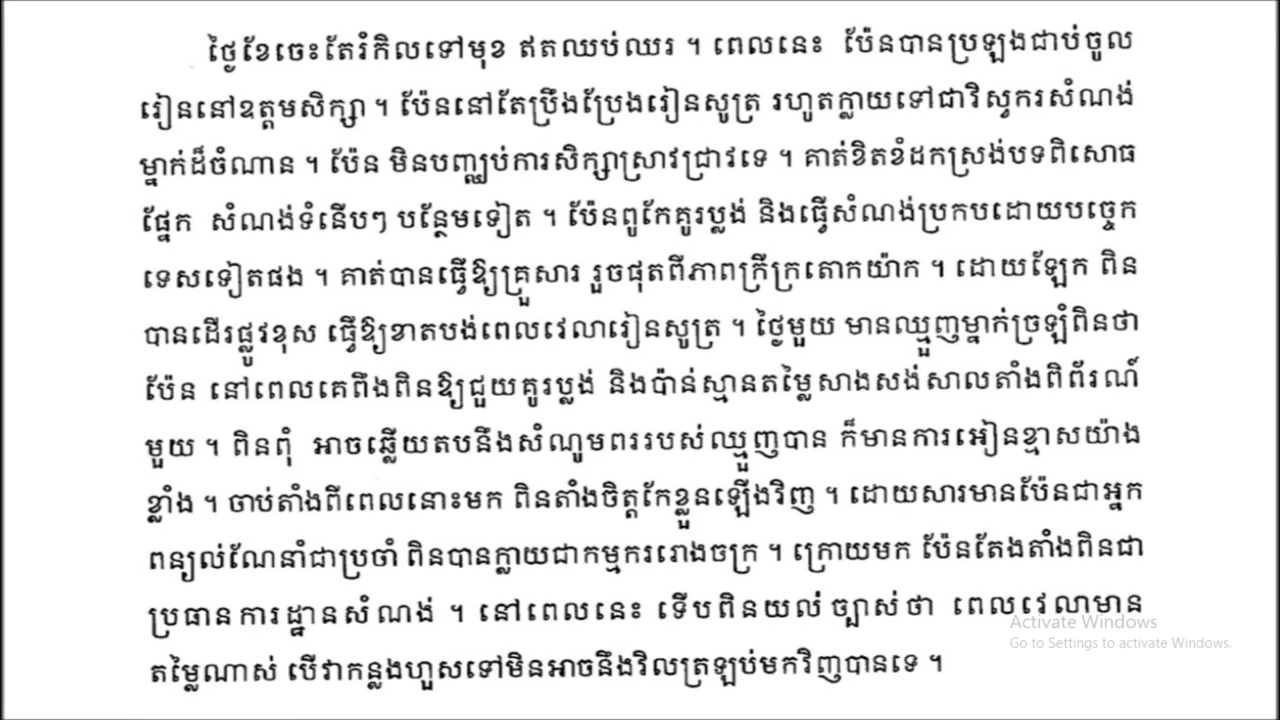 ថ្ងៃខែចេះតែរំកិលទៅមុខ ឥតឈប់ឈរ ។ ពេលនេះ ប៉ែនបានប្រឡងជាប់ចូល
រៀននៅឧត្តមសិក្សា ។ ប៉ែននៅតែប្រឹងប្រែងរៀនសូត្រ រហូតក្លាយទៅជាវិស្វករសំណង់
ម្នាក់ដ៏ចំណាន ។ ប៉ែន មិនបញ្ឈប់ការសិក្សាស្រាវជ្រាវទេ ។ គាត់ខិតខំដកស្រង់បទពិសោធ
ផ្នែក សំណង់ទំនើបៗ បន្ថែមទៀត ។ ប៉ែនពូកែគូរប្លង់ និងធ្វើសំណង់ប្រកបដោយបច្ចេក
ទេសទៀតផង ។ គាត់បានធ្វើឱ្យគ្រួសារ រួចផុតពីភាពក្រីក្រតោកយ៉ាក ។ ដោយឡែក ពិន
បានដើរផ្លូវខុស ធ្វើឱ្យខាតបង់ពេលវេលារៀនសូត្រ ។ ថ្ងៃមួយ មានឈ្មួញម្នាក់ច្រឡំពិនថា
ប៉ែន នៅពេលគេពឹងពិនឱ្យជួយគូរប្លង់ និងប៉ាន់ស្មានតម្លៃសាងសង់សាលតាំងពិព័រណ៍
មួយ ។ ពិនពុំ អាចឆ្លើយតបនឹងសំណូមពររបស់ឈ្មួញបាន ក៏មានការអៀនខ្មាសយ៉ាង
ខ្លាំង ។ ចាប់តាំងពីពេលនោះមក ពិនតាំងចិត្តកែខ្លួនឡើងវិញ ។ ដោយសារមានប៉ែនជាអ្នក
ពន្យល់ណែនាំជាប្រចាំ ពិនបានក្លាយជាកម្មកររោងចក្រ ។ ក្រោយមក ប៉ែនតែងតាំងពិនជា
ប្រធានការដ្ឋានសំណង់ ។ នៅពេលនេះ ទើបពិនយល់ច្បាស់ថា ពេលវេលាមាន
តម្លៃណាស់ បើវាកន្លងហួសទៅមិនអាចនឹងវិលត្រឡប់មកវិញបានទេ ។
Activate Windows
Go to Settings to activate Windows.